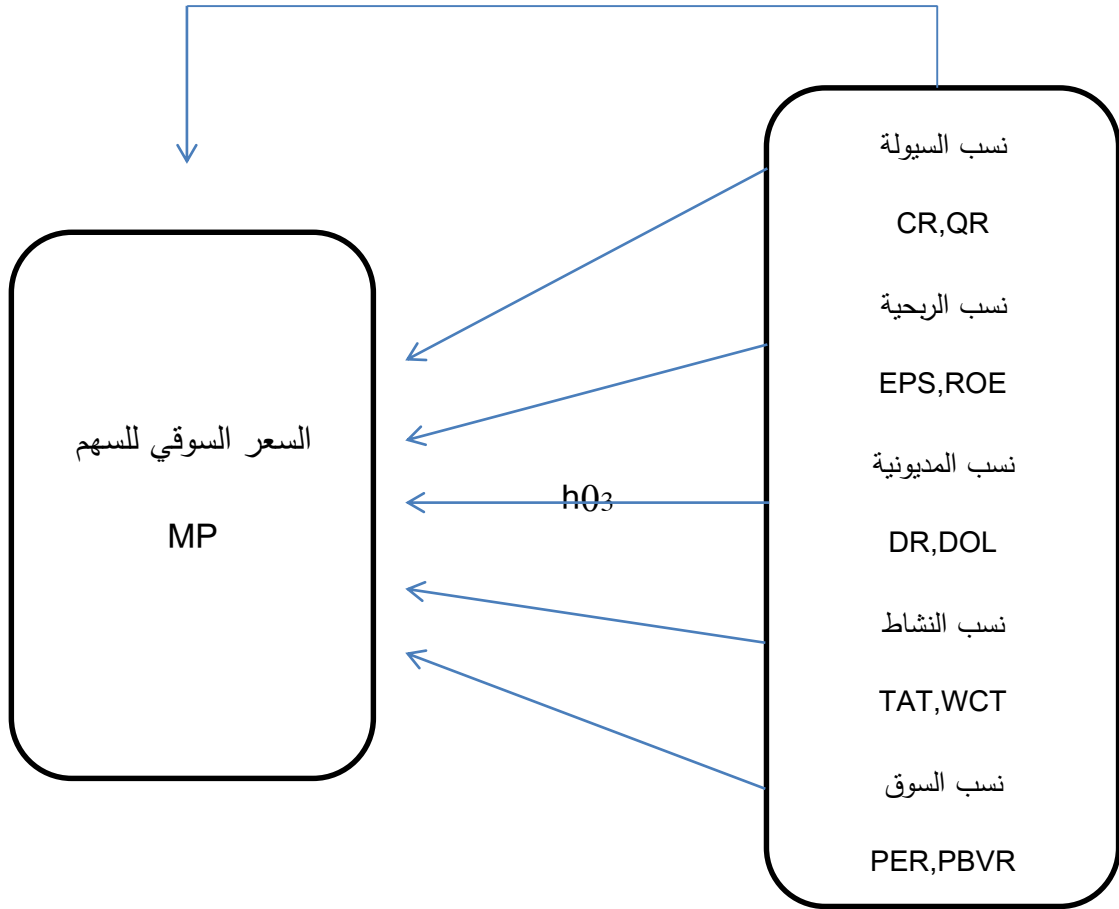 نسب السيولة
CR,QR
نسب الربحية
EPS,ROE
نسب المديونية
DR,DOL
نسب النشاط
TAT,WCT
نسب السوق
PER,PBVR
h03
السعر السوقي للسهم
MP